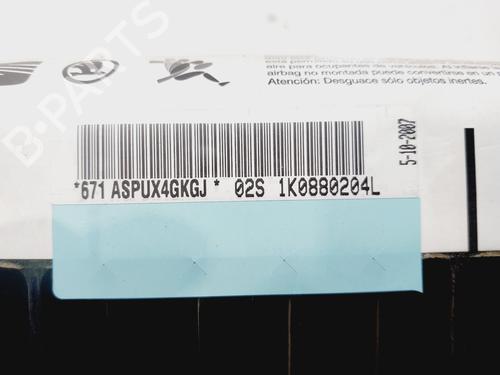 aire para ocupantes de vehículos. Al inflarse
airbag no montada puede convertirse en un
Atención: Desguace sólo objetos inertes.
B-PARTS
*671 ASPUX4GKGJ * 02S 1K0880204L
5-10-2007